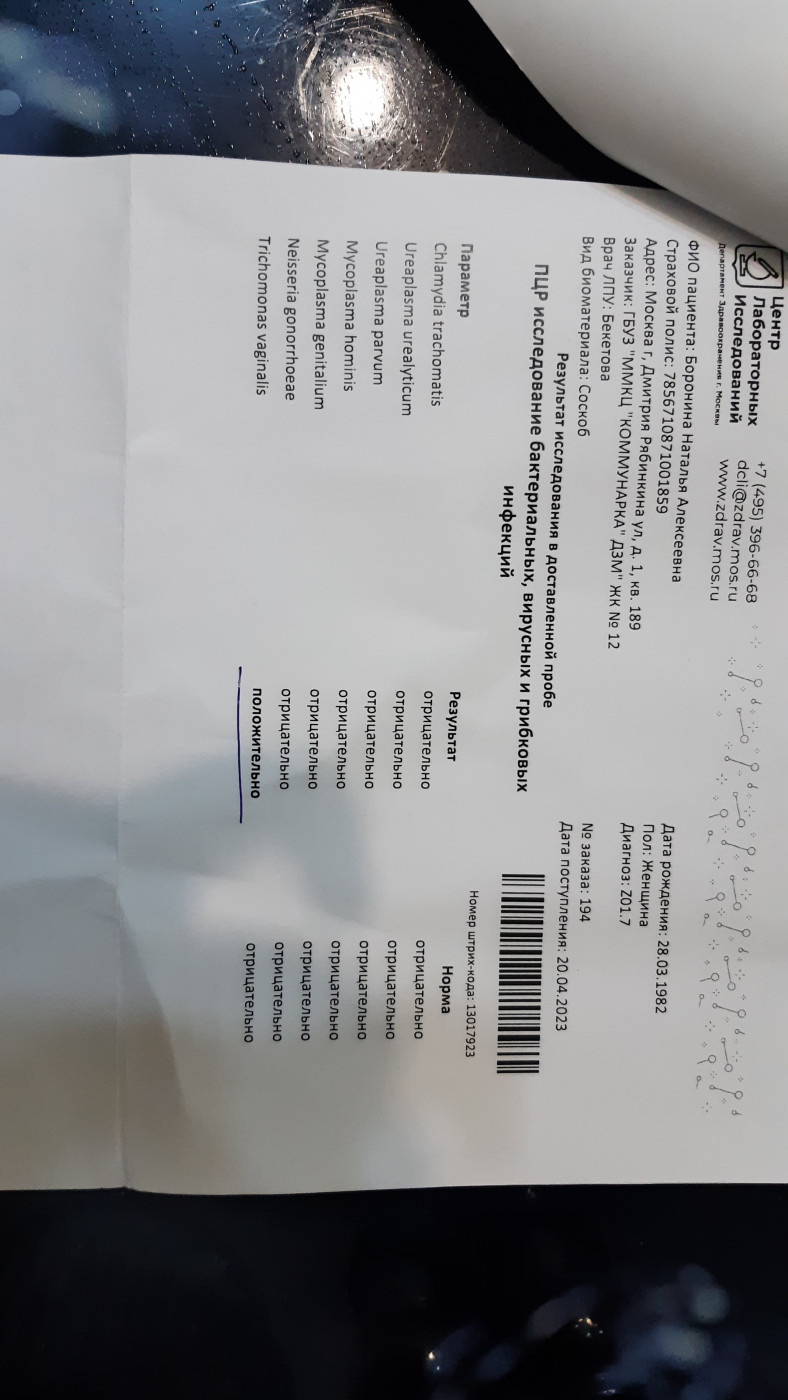 Центр
Лабораторных
Исследований
Департамент Здравоохранения г. Москвы
+7 (495) 396-66-68
dcli@zdrav.mos.ru
www.zdrav.mos.ru
ФИО пациента: Боронина Наталья Алексеевна
Страховой полис: 7856710871001859
Адрес: Москва г, Дмитрия Рябинкина ул, д. 1, кв. 189
Заказчик: ГБУЗ "ММКЦ "КОММУНАРКА" ДЗМ" ЖК № 12
Врач ЛПУ: Бекетова
Вид биоматериала: Соскоб
Дата рождения: 28.03.1982
Пол: Женщина
Диагноз: Z01.7
№ заказа: 194
Дата поступления: 20.04.2023
Результат исследования в доставленной пробе
ПЦР исследование бактериальных, вирусных и грибковых
инфекций
Номер штрих-кода: 13017923
Параметр Результат Норма
Chlamydia trachomatis отрицательно отрицательно
Ureaplasma urealyticum отрицательно отрицательно
Ureaplasma parvum отрицательно отрицательно
Mycoplasma hominis отрицательно отрицательно
Mycoplasma genitalium отрицательно отрицательно
Neisseria gonorrhoeae отрицательно отрицательно
Trichomonas vaginalis положительно отрицательно